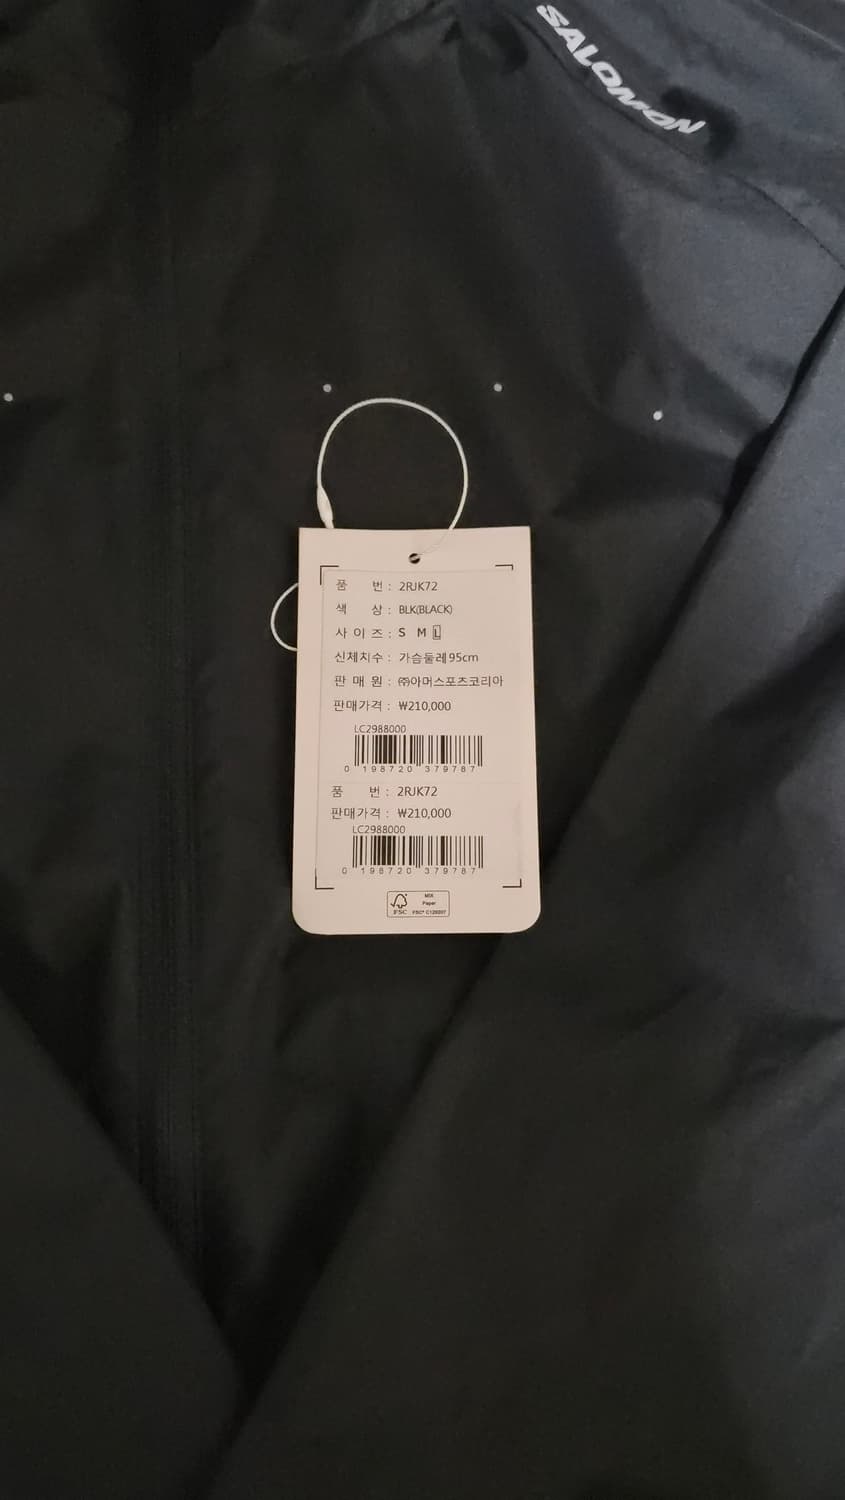 SALOMON
품 번 : 2RJK72
색 상 : BLK(BLACK)
사 이 즈 : S M L
신체치수 : 가슴둘레95cm
판 매 원 : ㈜아머스포츠코리아
판매가격 : ₩210,000
LC2988000
0 198720 379787
품 번 : 2RJK72
판매가격 : ₩210,000
LC2988000
0 198720 379787
MIX
Paper
FSC